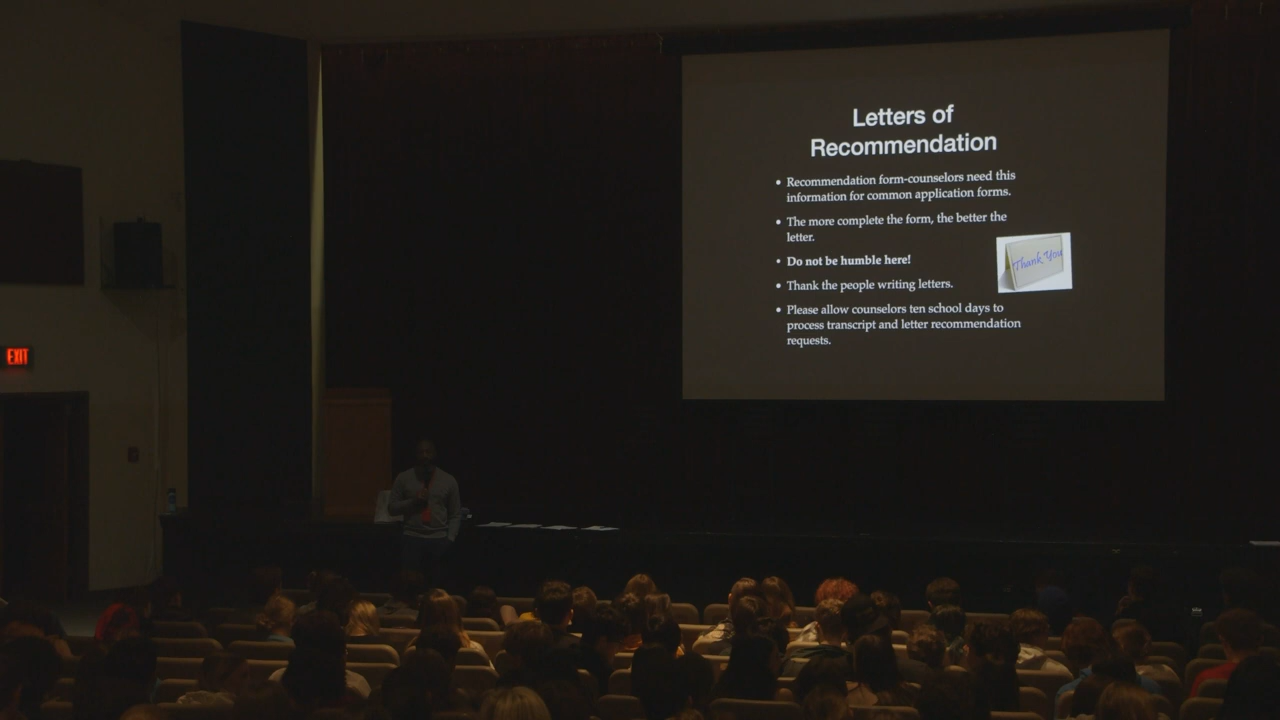 Letters of
Recommendation
• Recommendation form-counselors need this
information for common application forms.
• The more complete the form, the better the
letter.
• Do not be humble here!
• Thank the people writing letters.
• Please allow counselors ten school days to
process transcript and letter recommendation
requests.
Thank You
EXIT